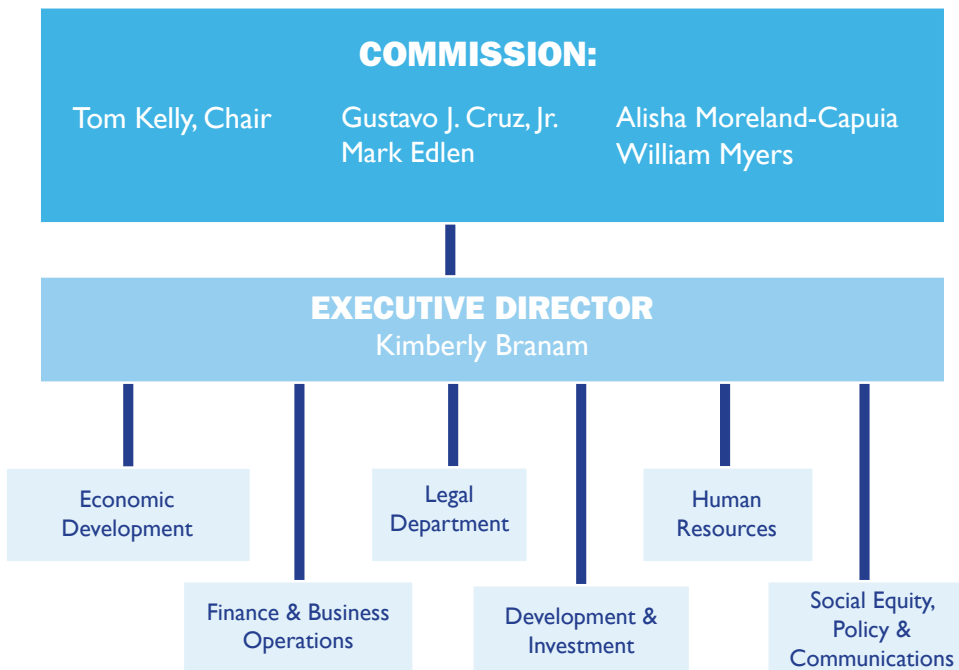 COMMISSION:
Tom Kelly, Chair
Gustavo J. Cruz, Jr.
Mark Edlen
Alisha Moreland-Capuia
William Myers
EXECUTIVE DIRECTOR
Kimberly Branam
Economic
Development
Legal
Department
Human
Resources
Finance & Business
Operations
Development &
Investment
Social Equity,
Policy &
Communications